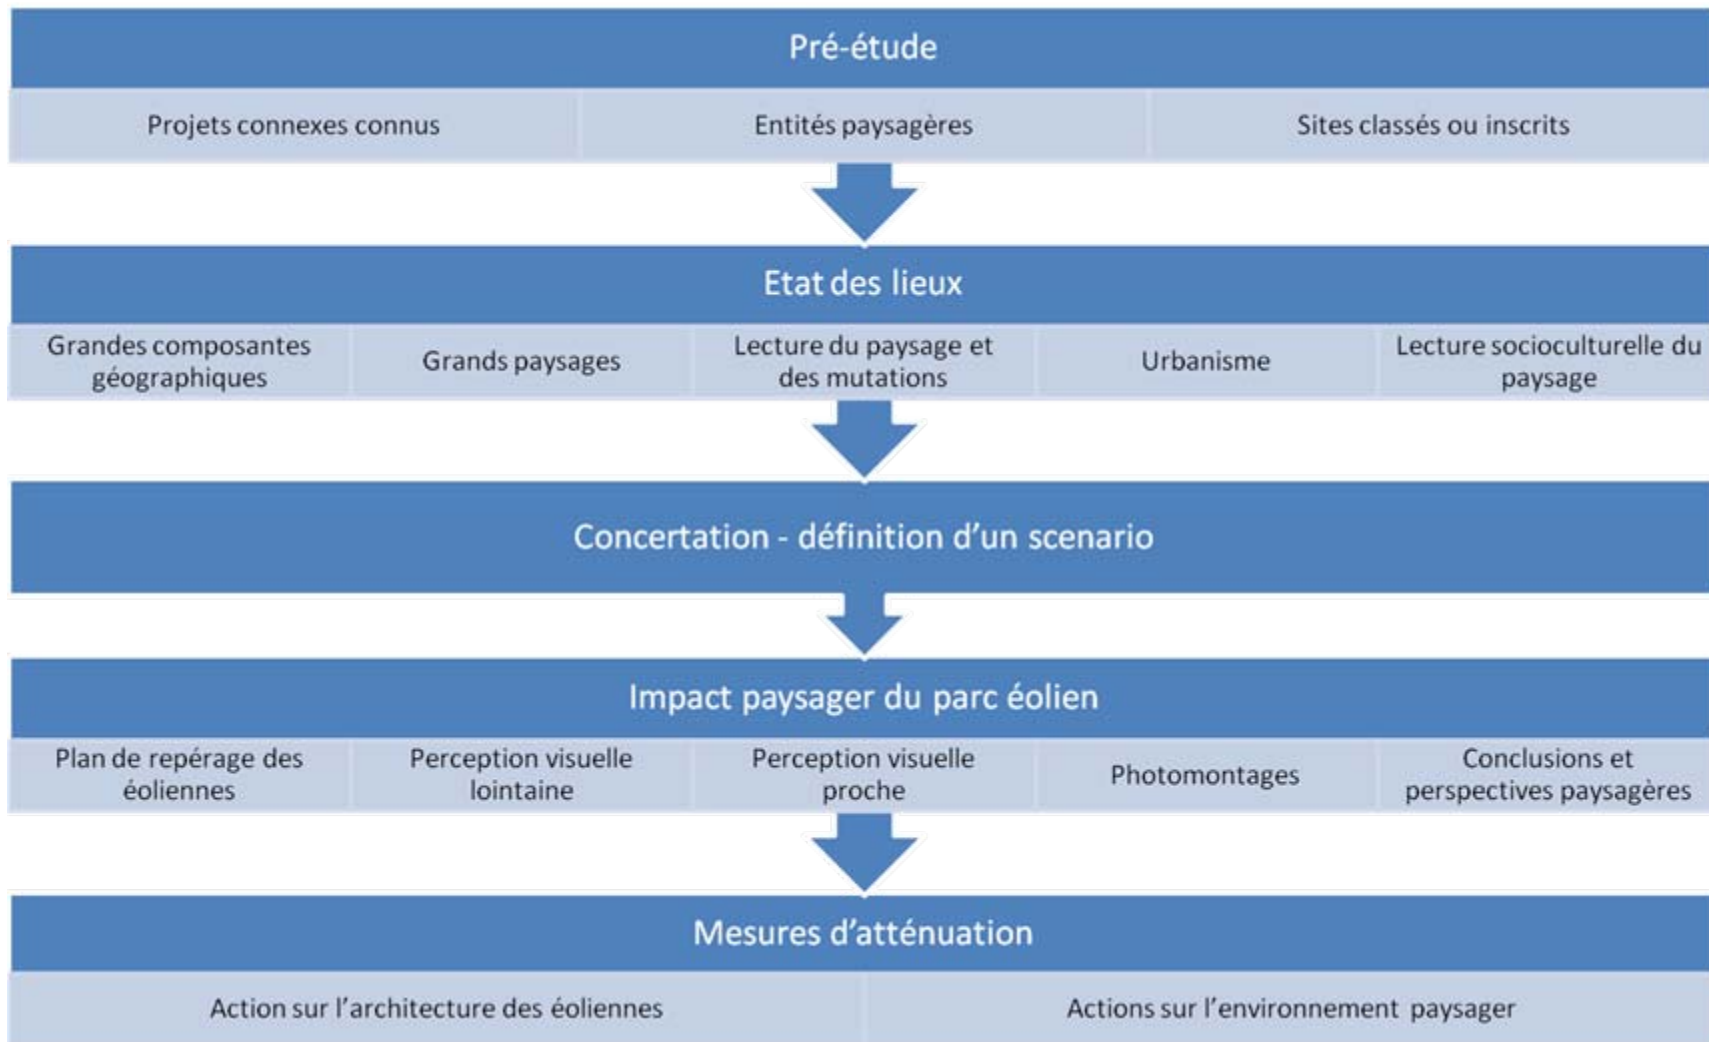 Pré-étude
Projets connexes connus
Entités paysagères
Sites classés ou inscrits
Etat des lieux
Grandes composantes
géographiques
Grands paysages
Lecture du paysage et
des mutations
Urbanisme
Lecture socioculturelle du
paysage
Concertation - définition d'un scenario
Impact paysager du parc éolien
Plan de repérage des
éoliennes
Perception visuelle
lointaine
Perception visuelle
proche
Photomontages
Conclusions et
perspectives paysagères
Mesures d'atténuation
Action sur l'architecture des éoliennes
Actions sur l'environnement paysager